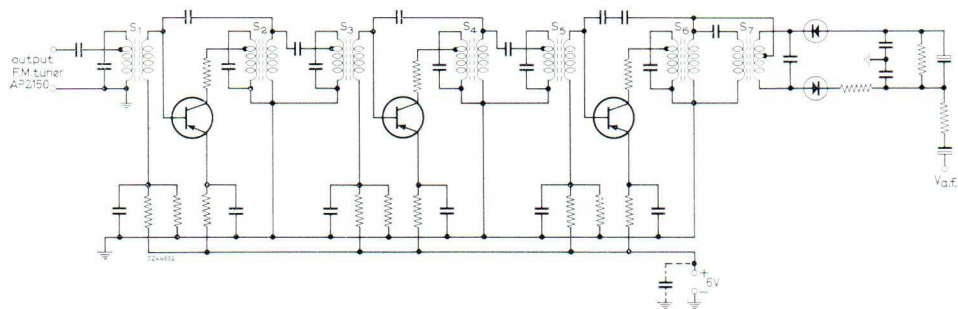 output
F.M. tuner
AP2150
S1
S2
S3
S4
S5
S6
S7
Va.f.
+
6V
−